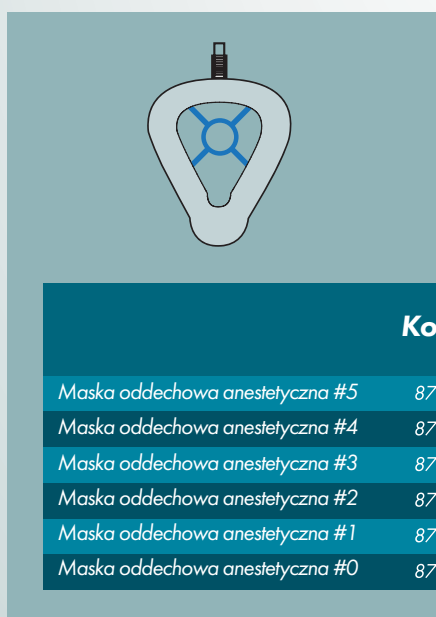 Ko
Maska oddechowa anestetyczna #5 87
Maska oddechowa anestetyczna #4 87
Maska oddechowa anestetyczna #3 87
Maska oddechowa anestetyczna #2 87
Maska oddechowa anestetyczna #1 87
Maska oddechowa anestetyczna #0 87